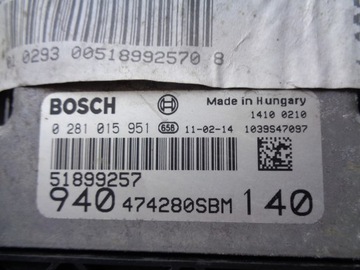 0293 00518992570 8
BOSCH Made in Hungary
1410 0210
0 281 015 951 658 11-02-14 1039S47097
51899257
940 474280SBM 140